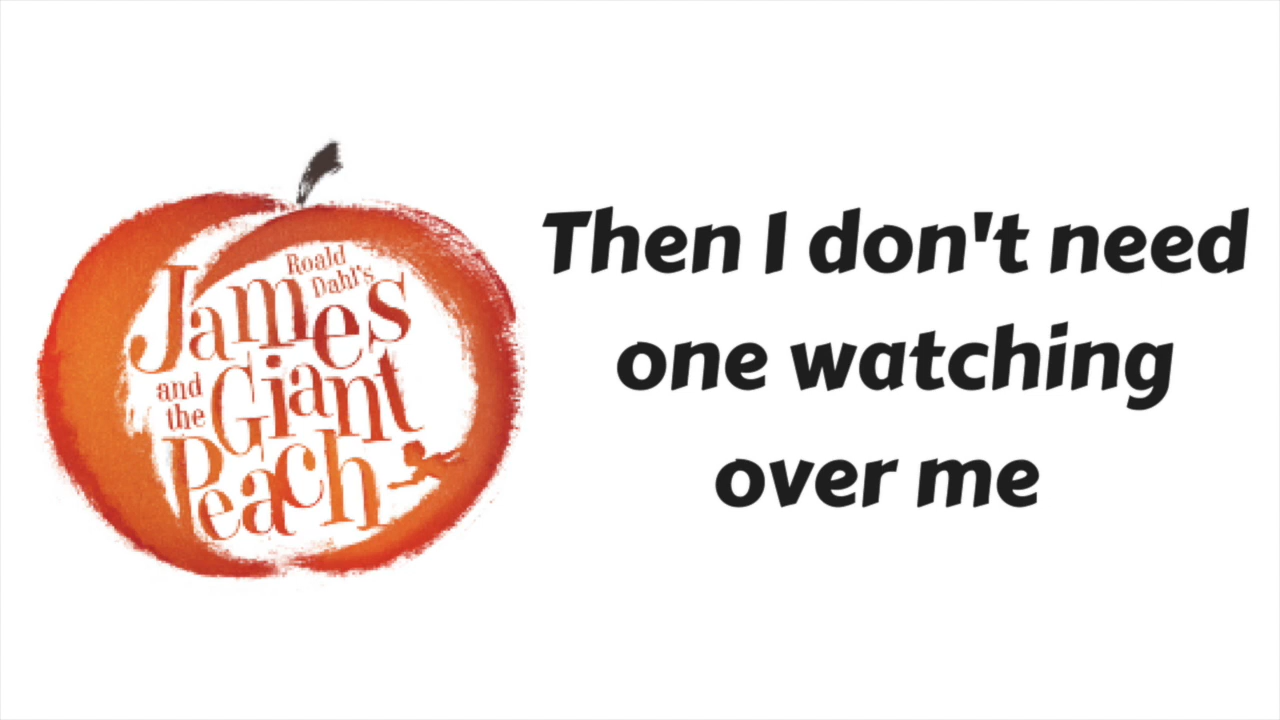 Roald
Dahl's
James
and the
Giant
Peach
Then I don't need
one watching
over me